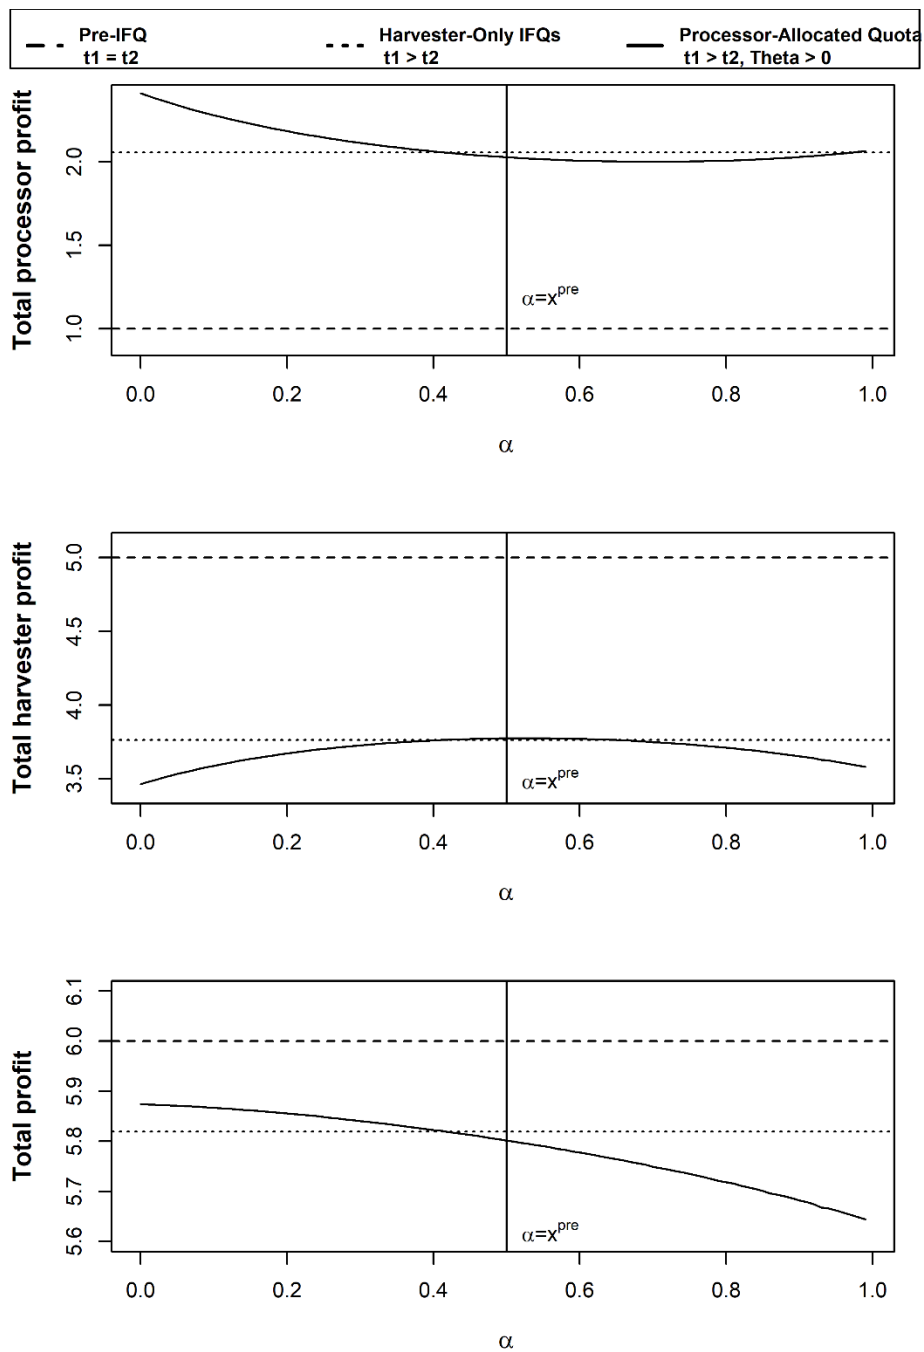 Pre-IFQ Harvester-Only IFQs Processor-Allocated Quota
t1 = t2 t1 > t2 t1 > t2, Theta > 0
Total processor profit
2.0
1.5
1.0
α=x^pre
0.0 0.2 0.4 0.6 0.8 1.0
α
Total harvester profit
5.0
4.5
4.0
3.5
α=x^pre
0.0 0.2 0.4 0.6 0.8 1.0
α
Total profit
6.1
6.0
5.9
5.8
5.7
5.6
α=x^pre
0.0 0.2 0.4 0.6 0.8 1.0
α